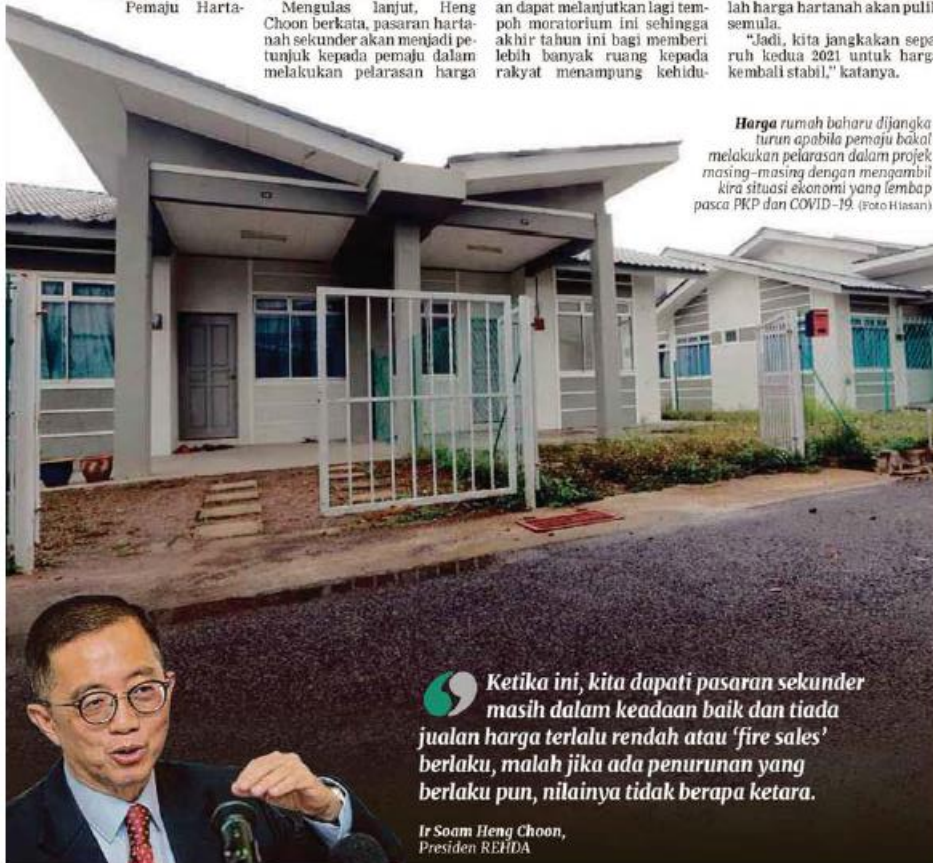 Pemaju Harta-
Mengulas lanjut, Heng
Choon berkata, pasaran harta-
nah sekunder akan menjadi pe-
tunjuk kepada pemaju dalam
melakukan pelarasan harga
an dapat melanjutkan lagi tem-
poh moratorium ini sehingga
akhir tahun ini bagi memberi
lebih banyak ruang kepada
rakyat menampung kehidu-
lah harga hartanah akan pulih
semula.
"Jadi, kita jangkakan sepa
ruh kedua 2021 untuk harga
kembali stabil," katanya.
Harga rumah baharu dijangka
turun apabila pemaju bakal
melakukan pelarasan dalam projek
masing-masing dengan mengambil
kira situasi ekonomi yang lembap
pasca PKP dan COVID-19. (Foto Hiasan)
Ketika ini, kita dapati pasaran sekunder
masih dalam keadaan baik dan tiada
jualan harga terlalu rendah atau 'fire sales'
berlaku, malah jika ada penurunan yang
berlaku pun, nilainya tidak berapa ketara.
Ir Soam Heng Choon,
Presiden REHDA